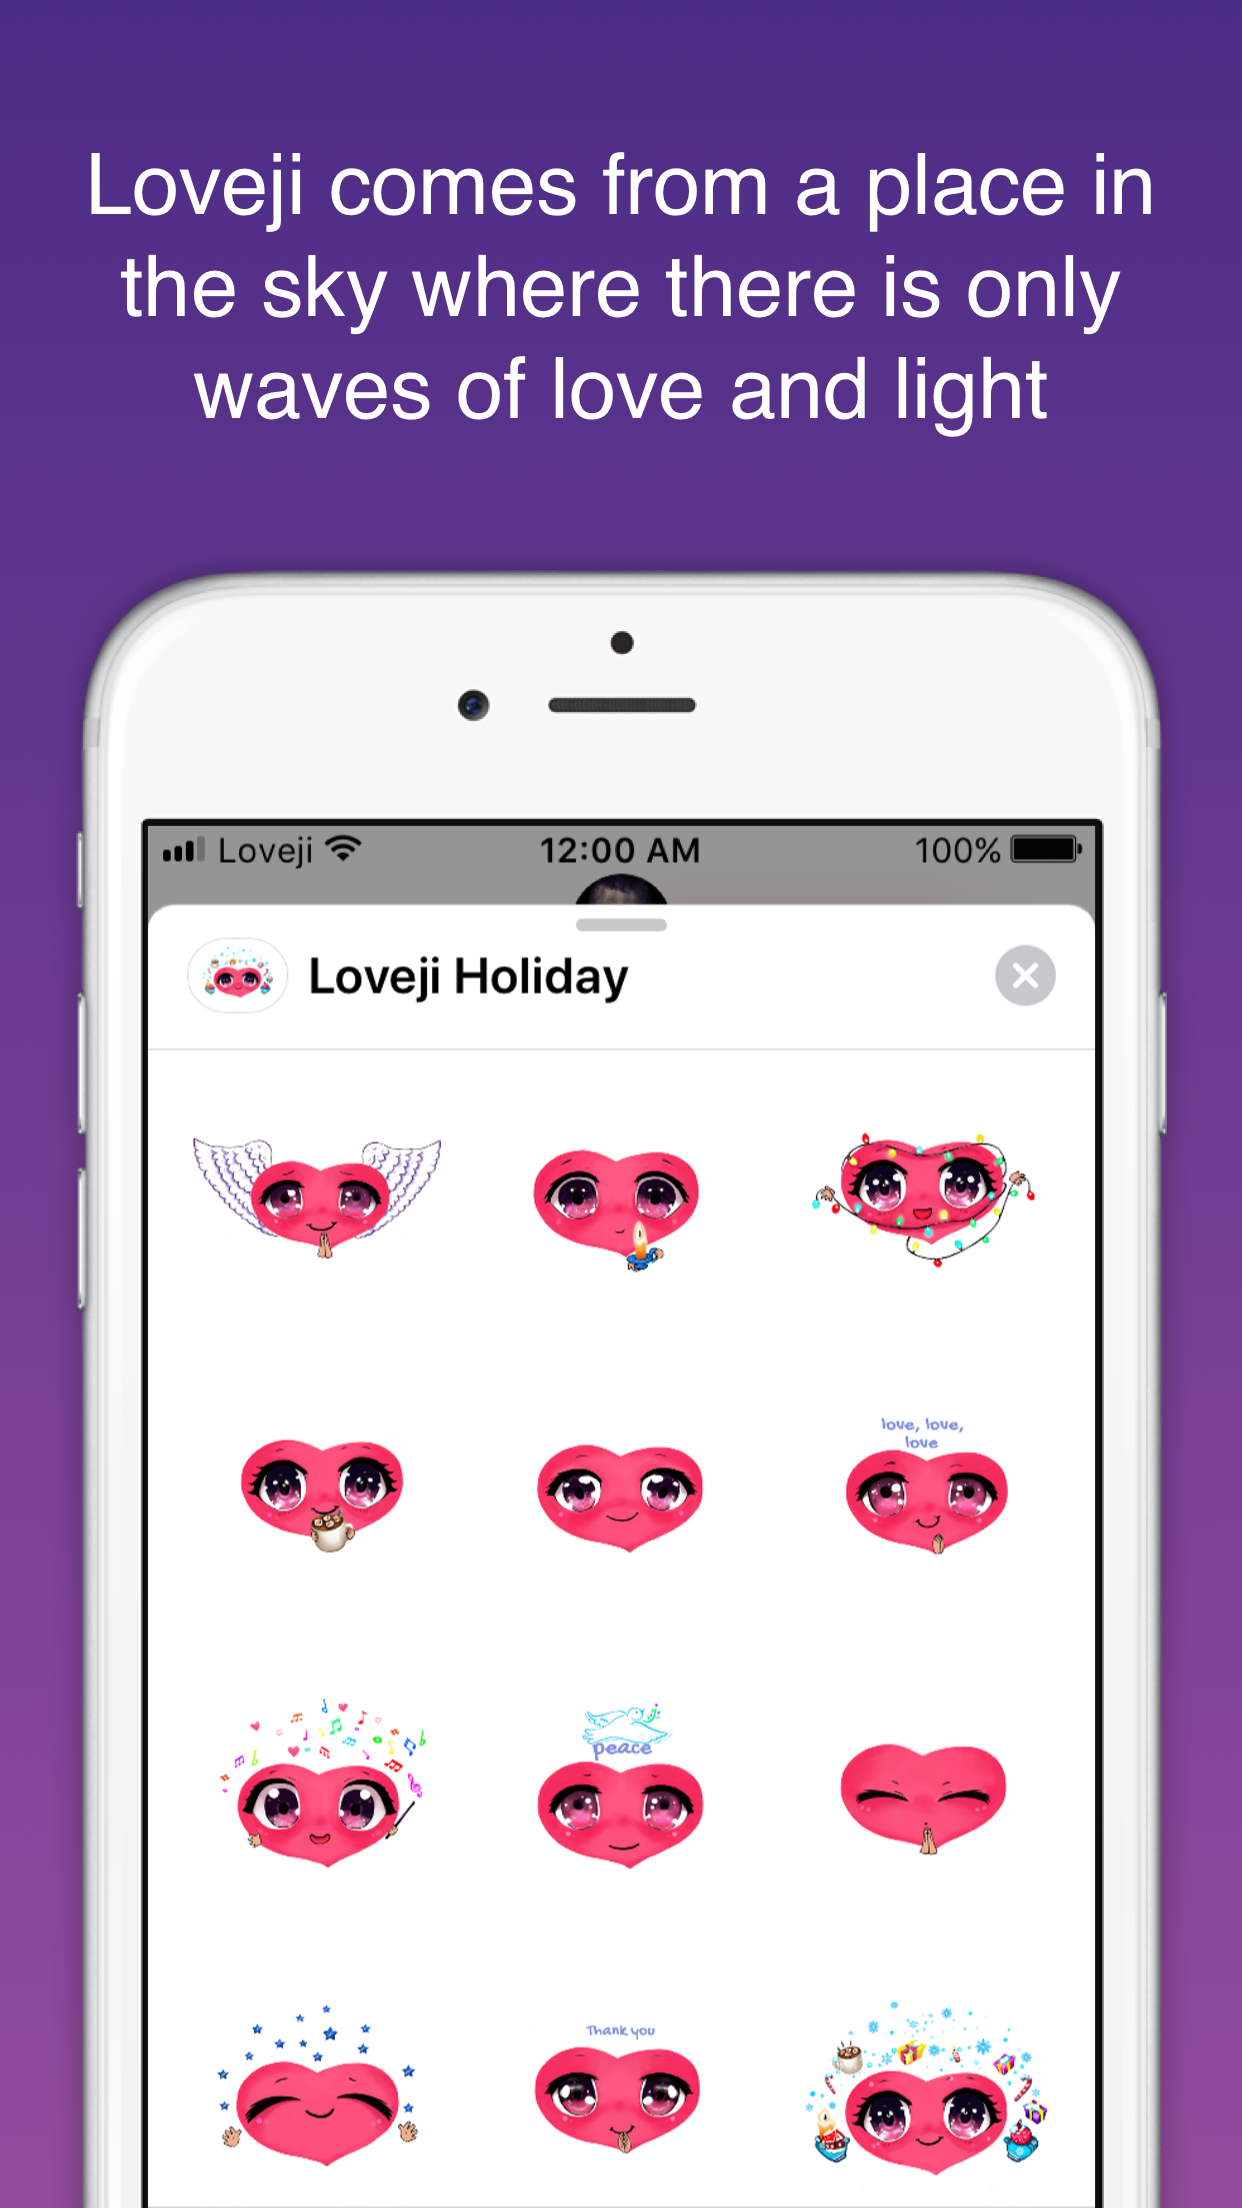 Loveji comes from a place in
the sky where there is only
waves of love and light
Loveji 12:00 AM 100%
Loveji Holiday
love, love,
love
peace
Thank you